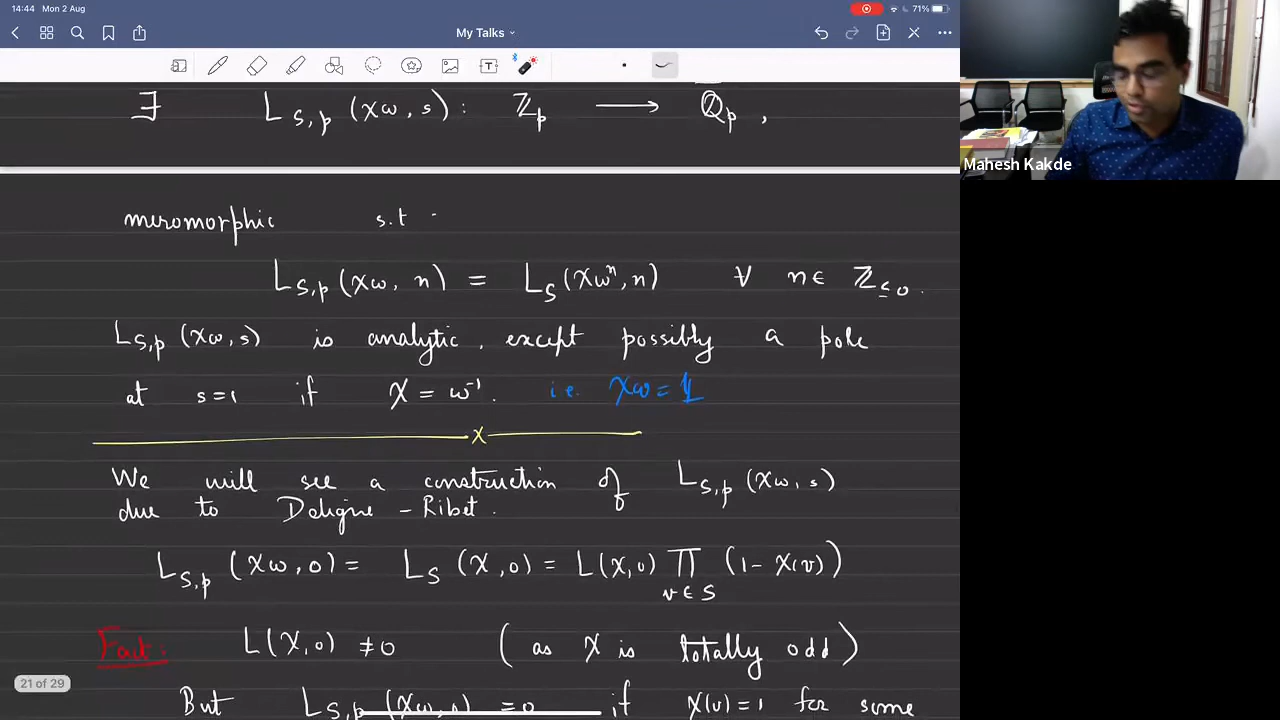 14:44 Mon 2 Aug
71%
My Talks
∃ L_{S,p} (χω, s) : ℤ_p ⟶ ℚ_p ,
meromorphic s.t
L_{S,p} (χω, n) = L_S (χω^n, n) ∀ n ∈ ℤ_{≤0} .
L_{S,p} (χω, s) is analytic, except possibly a pole
at s=1 if χ = ω^{-1} . i.e. χω = 1
We will see a construction of L_{S,p} (χω, s)
due to Deligne - Ribet.
L_{S,p} (χω, 0) = L_S (χ, 0) = L(χ, 0) ∏_{v∈S} (1 - χ(v))
Fact: L(χ, 0) ≠ 0 (as χ is totally odd)
21 of 29
But L_{S,p} (χω, s) = 0 if χ(v) = 1 for some
Mahesh Kakde